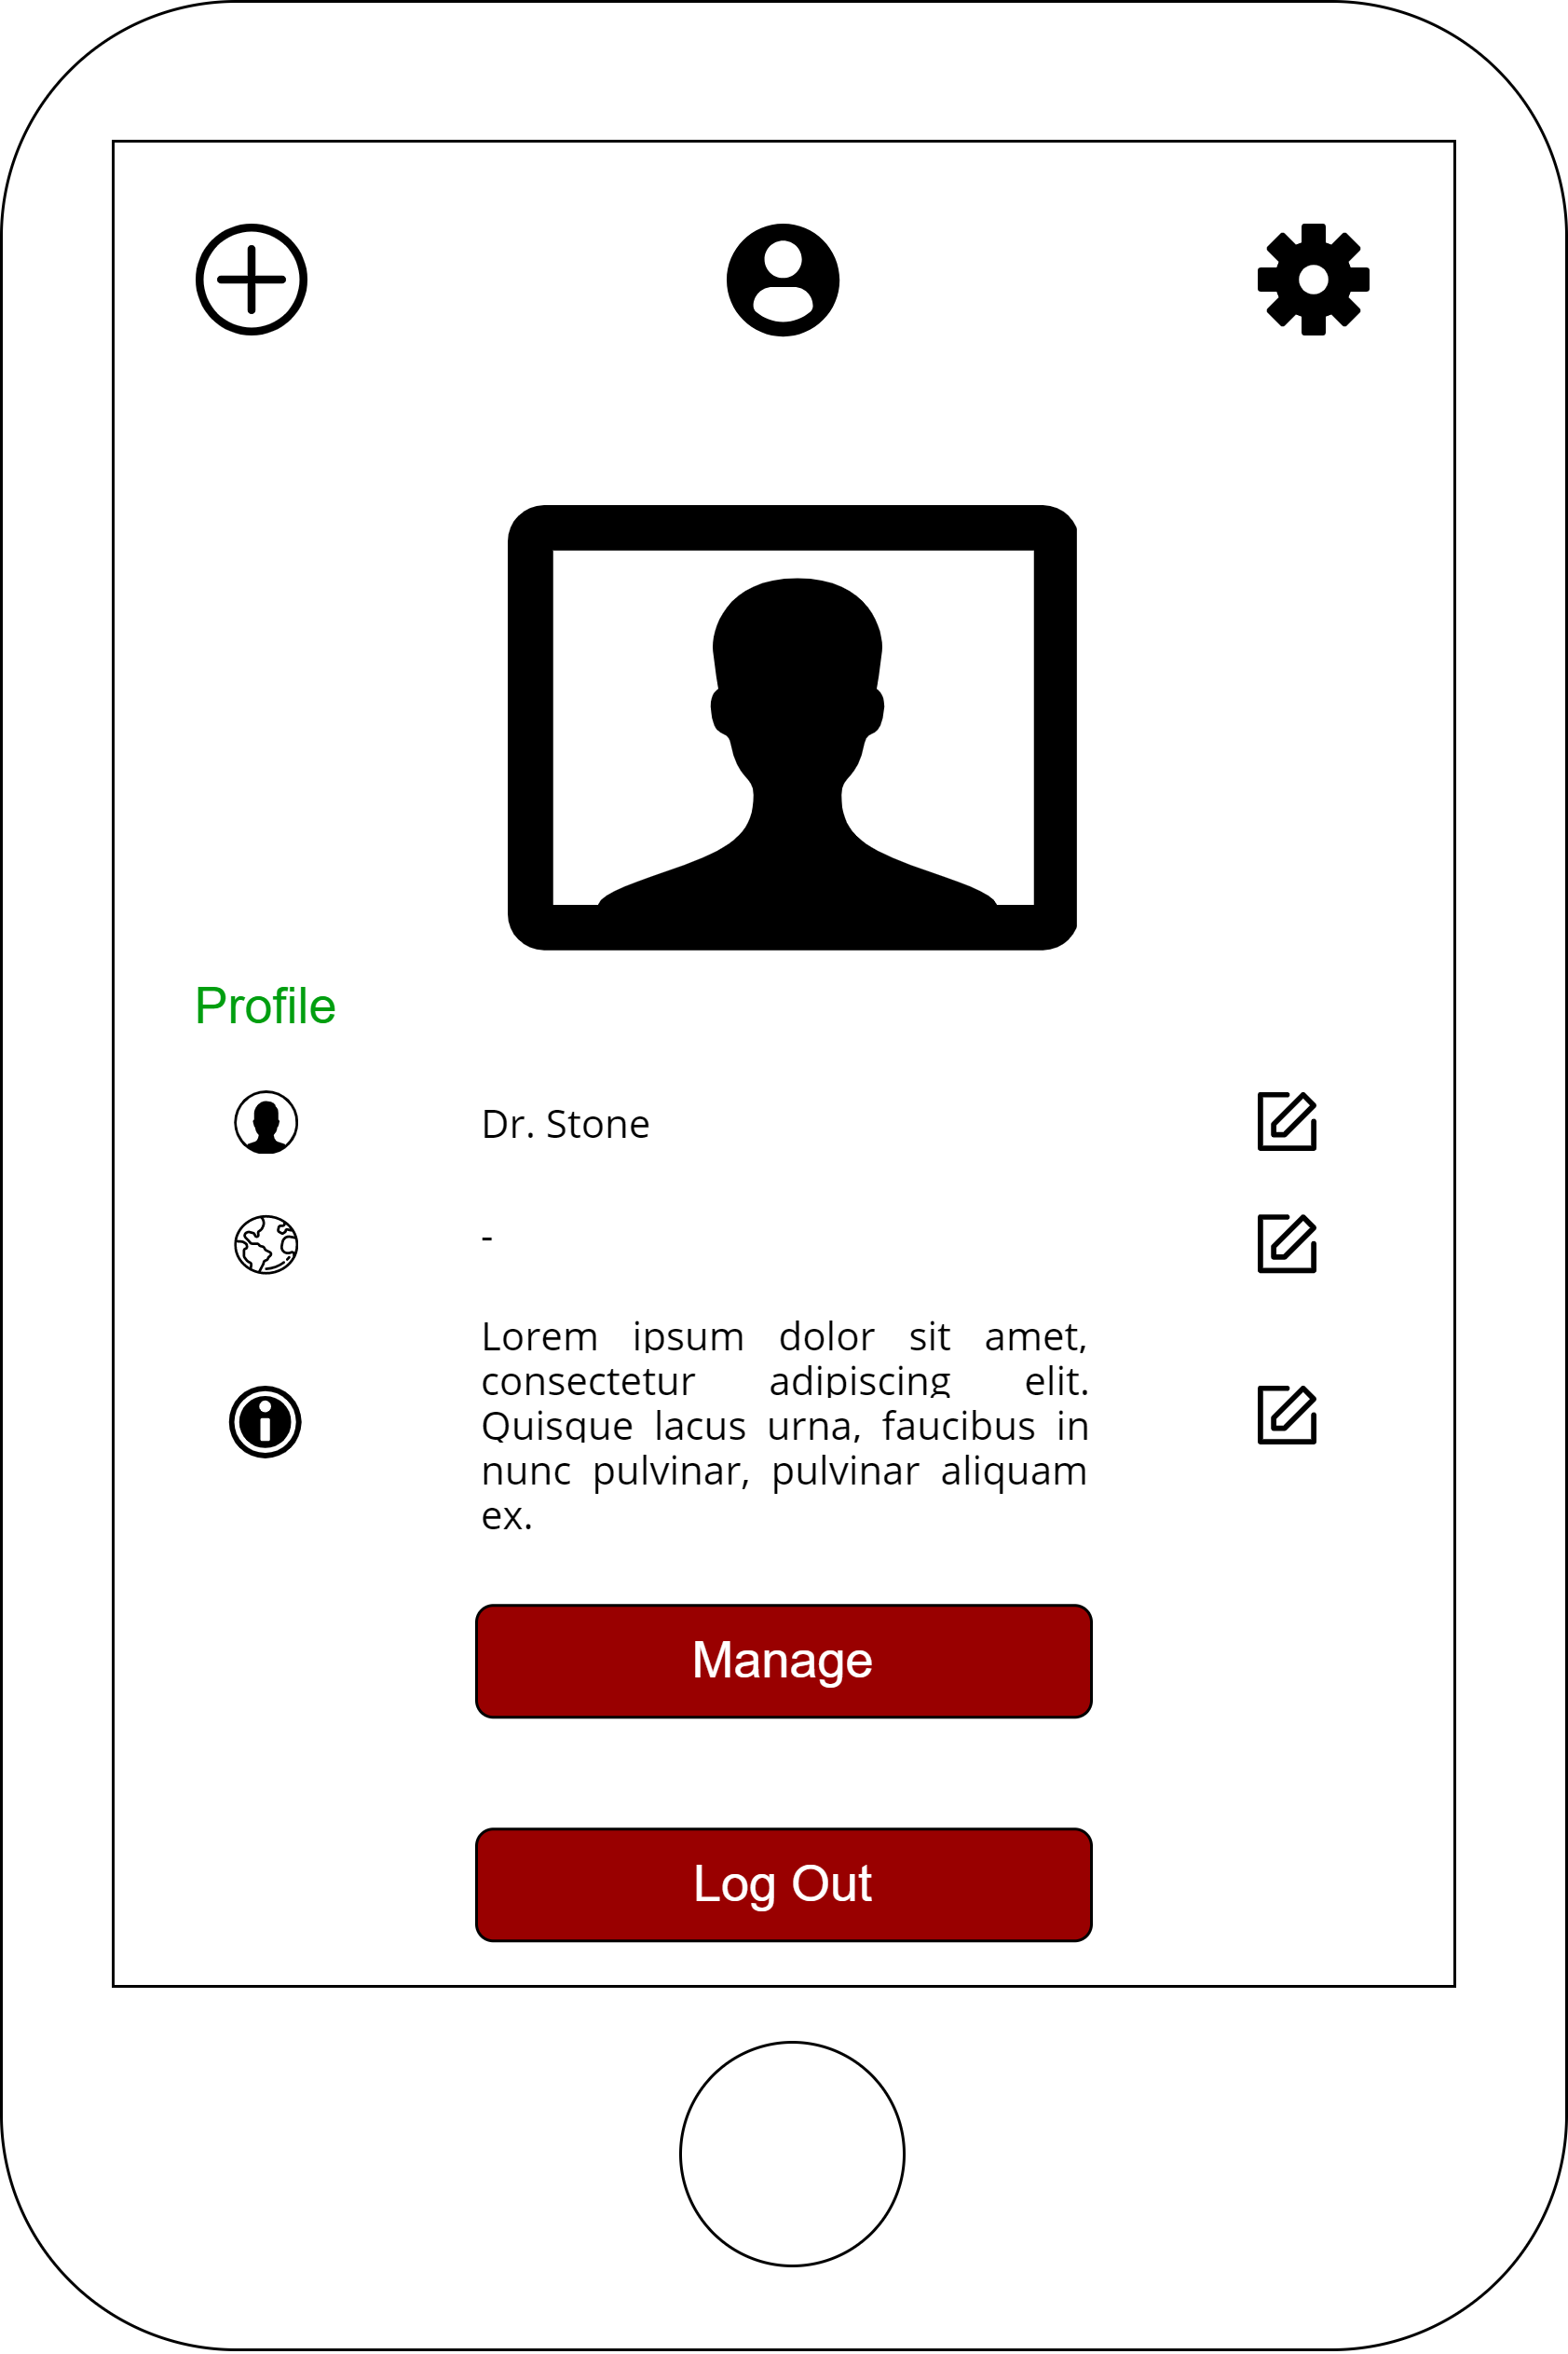 Profile
Dr. Stone
-
Lorem ipsum dolor sit amet,
consectetur adipiscing elit.
Quisque lacus urna, faucibus in
nunc pulvinar, pulvinar aliquam
ex.
Manage
Log Out